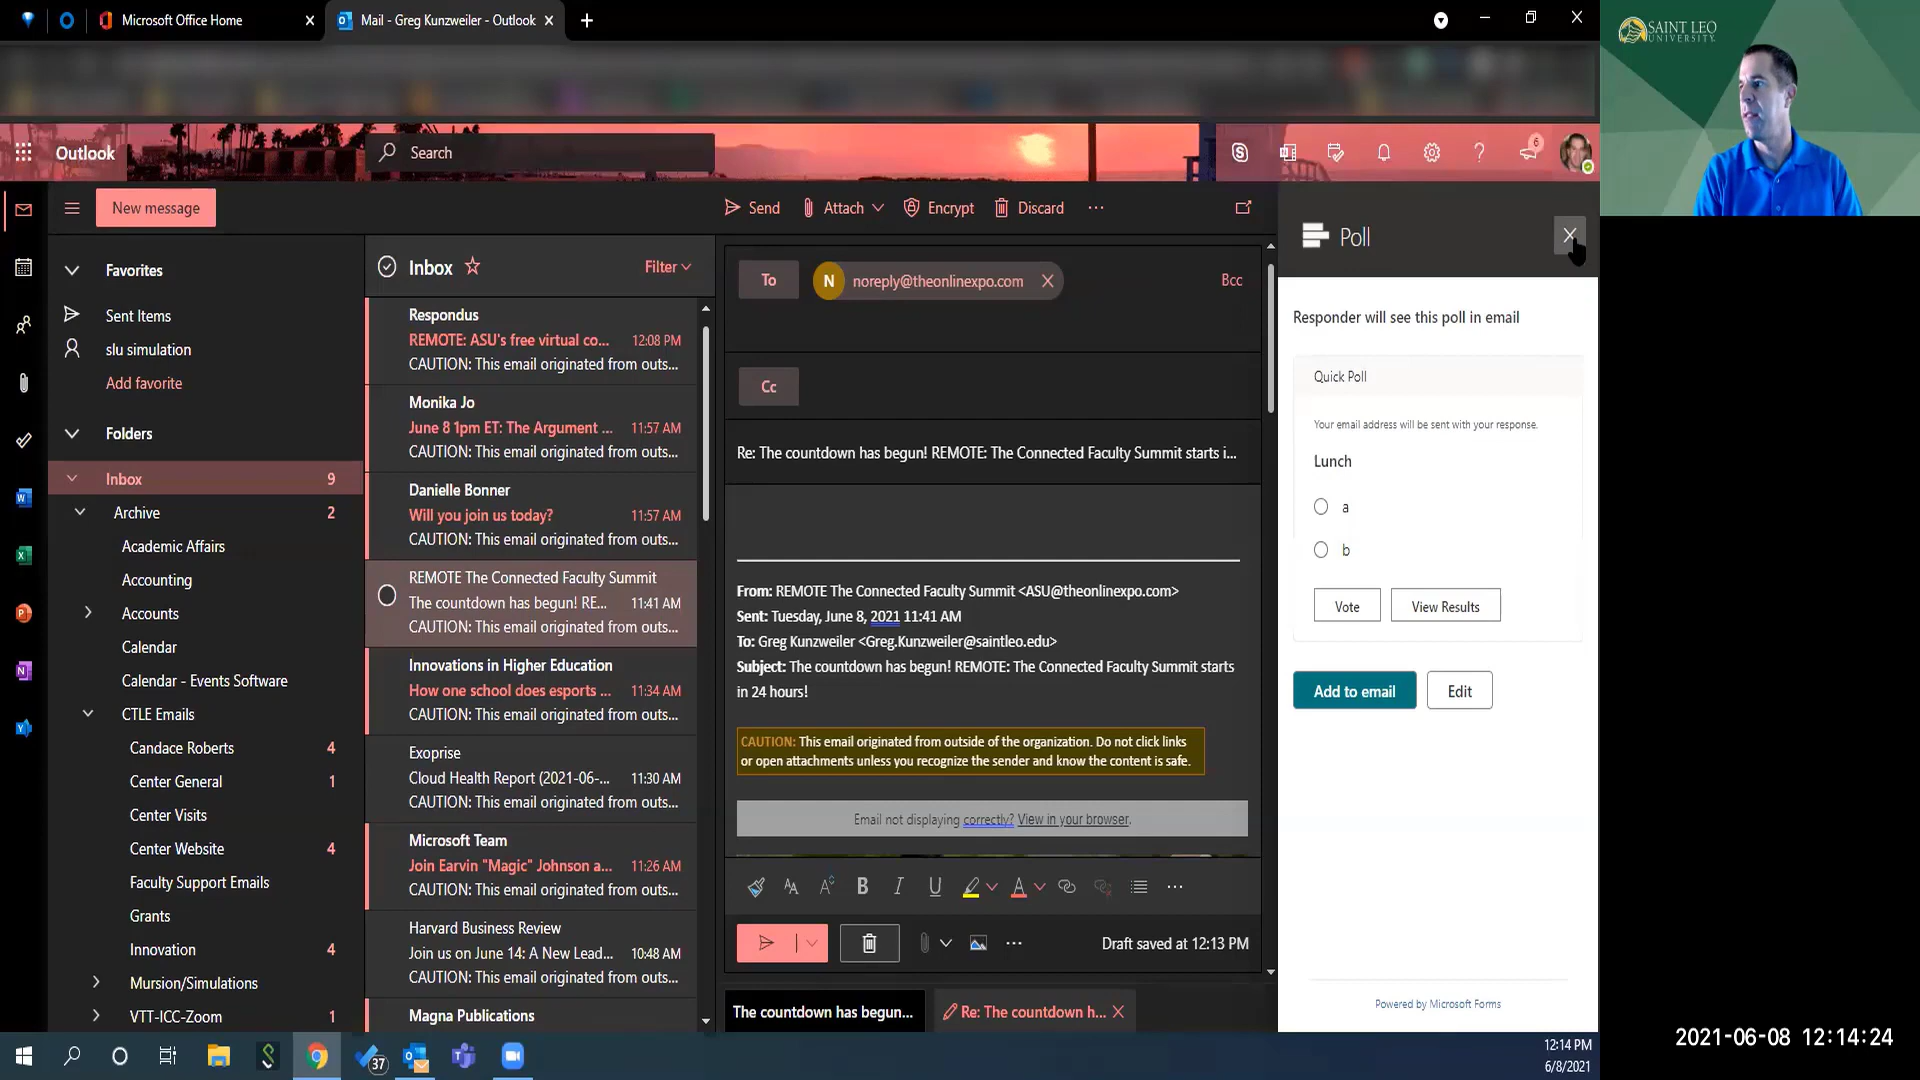 Microsoft Office Home
Mail - Greg Kunzweiler - Outlook
SAINT LEO
UNIVERSITY
Outlook
Search
6
New message
Send
Attach
Encrypt
Discard
Poll
Favorites
Sent Items
slu simulation
Add favorite
Folders
Inbox 9
Archive 2
Academic Affairs
Accounting
Accounts
Calendar
Calendar - Events Software
CTLE Emails
Candace Roberts 4
Center General 1
Center Visits
Center Website 4
Faculty Support Emails
Grants
Innovation 4
Mursion/Simulations
VTT-ICC-Zoom 1
Inbox
Filter
Respondus
REMOTE: ASU's free virtual co... 12:08 PM
CAUTION: This email originated from outs...
Monika Jo
June 8 1pm ET: The Argument ... 11:57 AM
CAUTION: This email originated from outs...
Danielle Bonner
Will you join us today? 11:57 AM
CAUTION: This email originated from outs...
REMOTE The Connected Faculty Summit
The countdown has begun! RE... 11:41 AM
CAUTION: This email originated from outs...
Innovations in Higher Education
How one school does esports ... 11:34 AM
CAUTION: This email originated from outs...
Exoprise
Cloud Health Report (2021-06-... 11:30 AM
CAUTION: This email originated from outs...
Microsoft Team
Join Earvin "Magic" Johnson a... 11:26 AM
CAUTION: This email originated from outs...
Harvard Business Review
Join us on June 14: A New Lead... 10:48 AM
CAUTION: This email originated from outs...
Magna Publications
To
N
noreply@theonlinexpo.com
Bcc
Cc
Re: The countdown has begun! REMOTE: The Connected Faculty Summit starts i...
From: REMOTE The Connected Faculty Summit <ASU@theonlinexpo.com>
Sent: Tuesday, June 8, 2021 11:41 AM
To: Greg Kunzweiler <Greg.Kunzweiler@saintleo.edu>
Subject: The countdown has begun! REMOTE: The Connected Faculty Summit starts
in 24 hours!
CAUTION: This email originated from outside of the organization. Do not click links
or open attachments unless you recognize the sender and know the content is safe.
Email not displaying correctly? View in your browser.
Draft saved at 12:13 PM
The countdown has begun...
Re: The countdown h...
Responder will see this poll in email
Quick Poll
Your email address will be sent with your response.
Lunch
a
b
Vote
View Results
Add to email
Edit
Powered by Microsoft Forms
37
12:14 PM
6/8/2021
2021-06-08 12:14:24